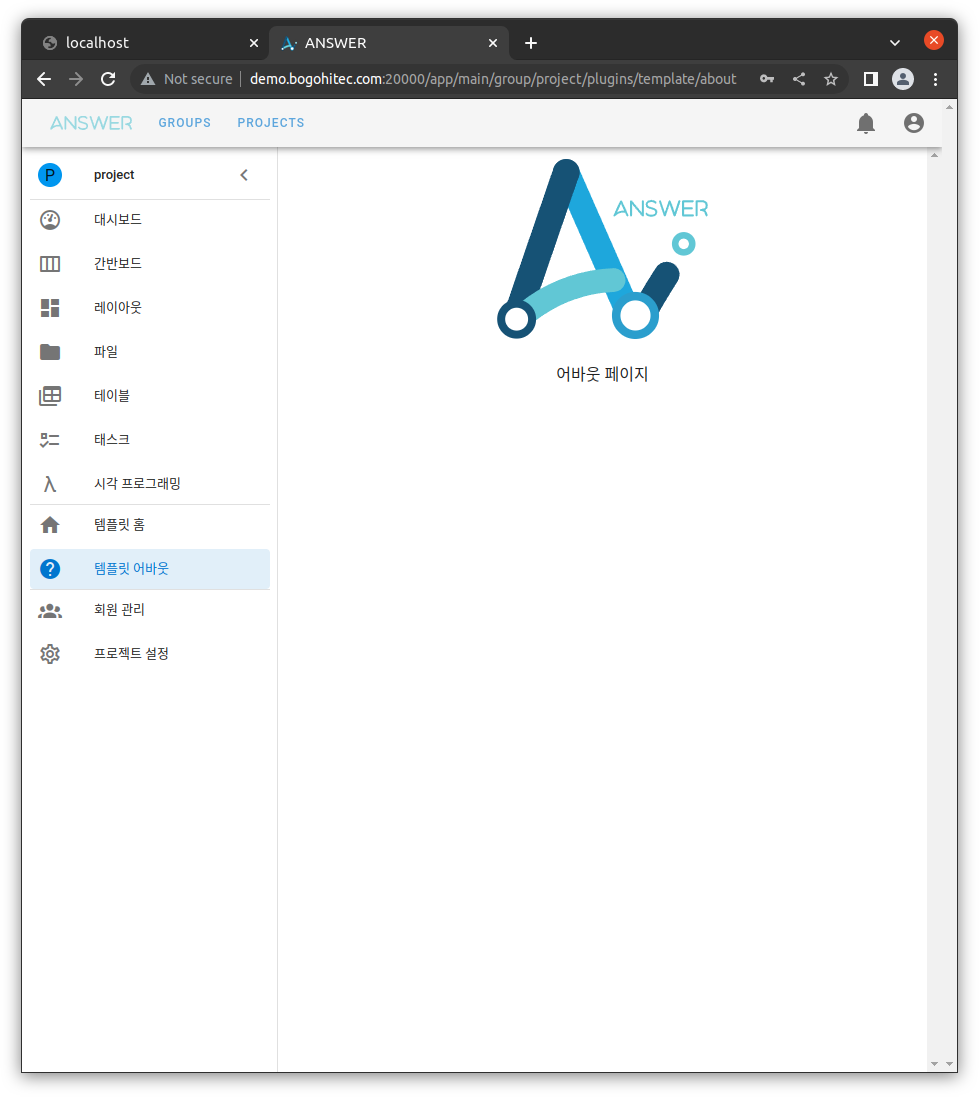 localhost
ANSWER
Not secure
demo.bogohitec.com:20000/app/main/group/project/plugins/template/about
ANSWER GROUPS PROJECTS
P project
대시보드
간반보드
레이아웃
파일
테이블
태스크
λ 시각 프로그래밍
템플릿 홈
? 템플릿 어바웃
회원 관리
프로젝트 설정
ANSWER
어바웃 페이지